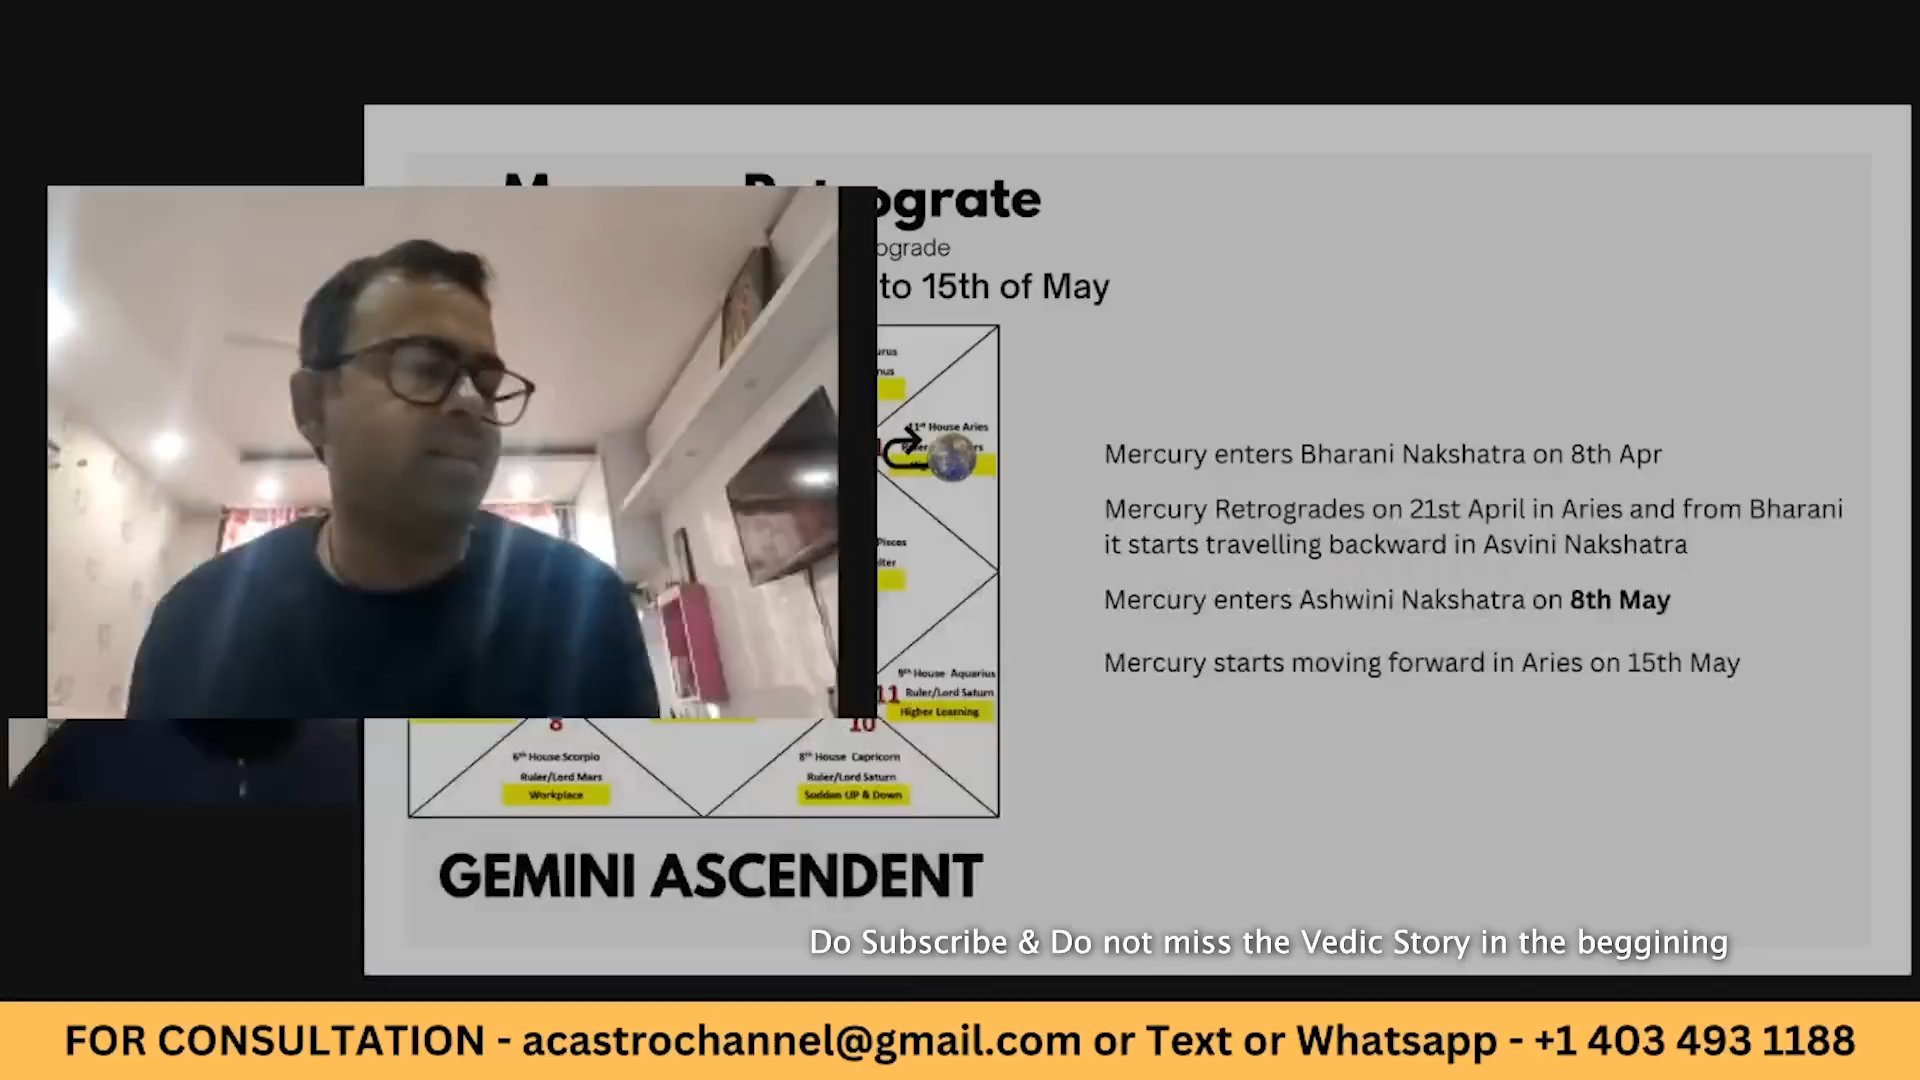 ograte
ograde
to 15th of May
11th House Aries
Mercury enters Bharani Nakshatra on 8th Apr
Mercury Retrogrades on 21st April in Aries and from Bharani
it starts travelling backward in Asvini Nakshatra
Mercury enters Ashwini Nakshatra on 8th May
Mercury starts moving forward in Aries on 15th May
Pisces
9th House Aquarius
11 Ruler/Lord Saturn
Higher Learning
8
10
6th House Scorpio
Ruler/Lord Mars
Workplace
8th House Capricorn
Ruler/Lord Saturn
Sudden UP & Down
GEMINI ASCENDENT
Do Subscribe & Do not miss the Vedic Story in the beggining
FOR CONSULTATION - acastrochannel@gmail.com or Text or Whatsapp - +1 403 493 1188